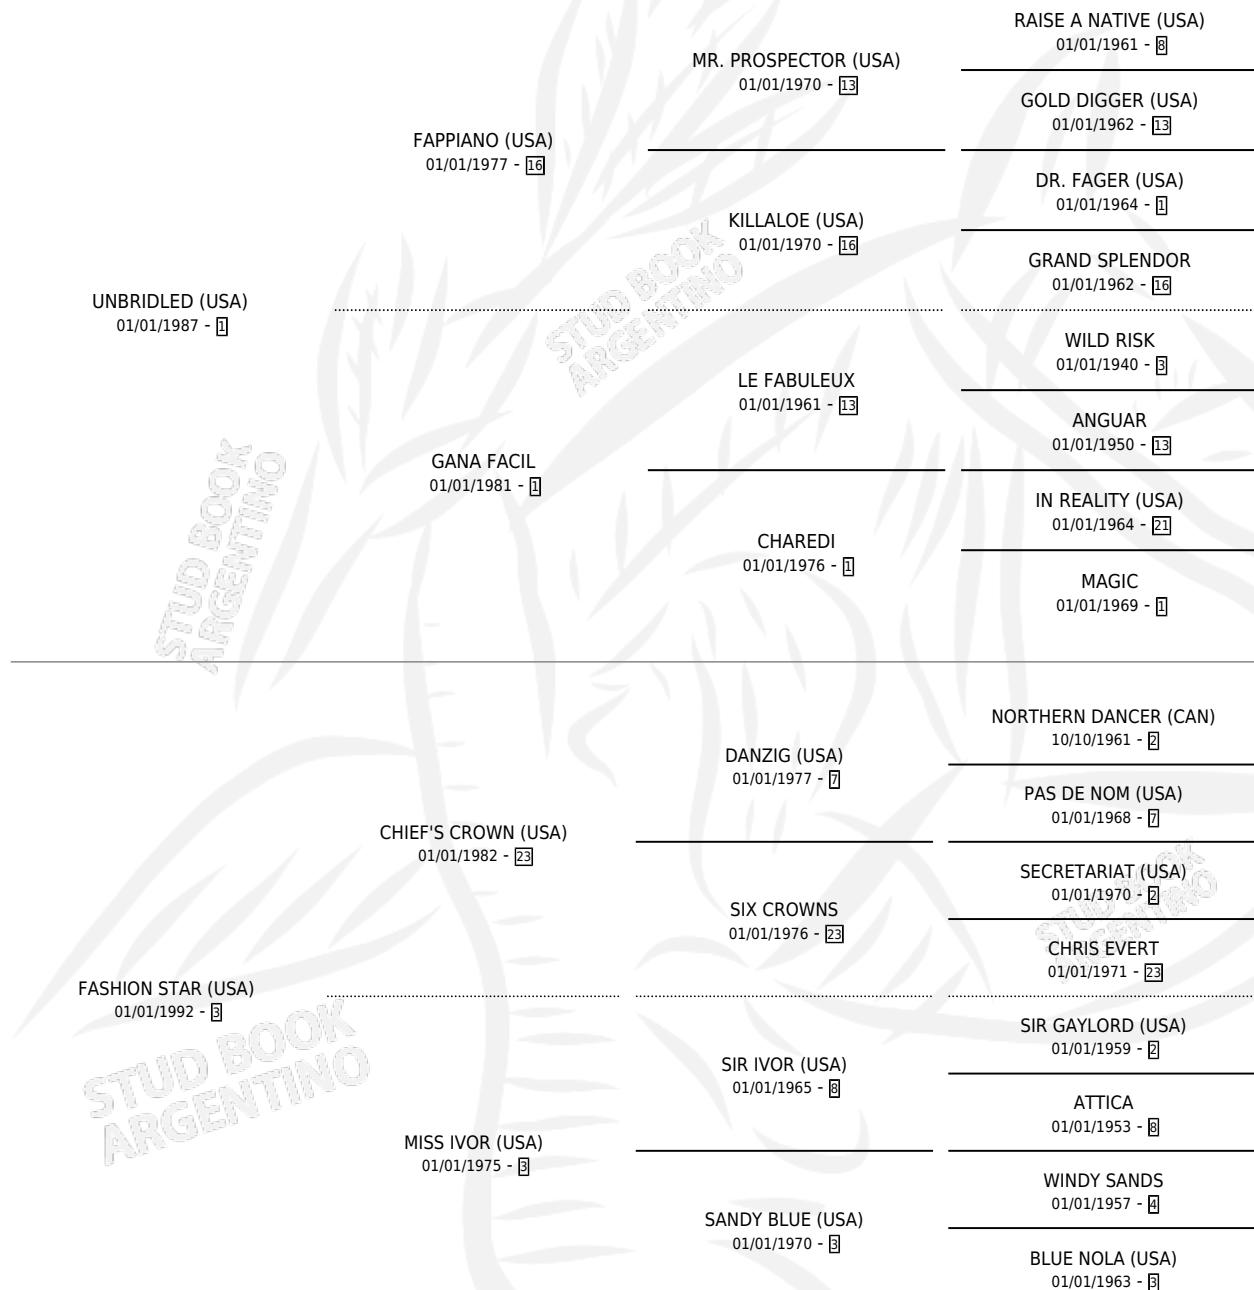 RAISE A NATIVE (USA)
01/01/1961 - 8
MR. PROSPECTOR (USA)
01/01/1970 - 13
GOLD DIGGER (USA)
01/01/1962 - 13
FAPPIANO (USA)
01/01/1977 - 16
DR. FAGER (USA)
01/01/1964 - 1
KILLALOE (USA)
01/01/1970 - 16
GRAND SPLENDOR
01/01/1962 - 16
UNBRIDLED (USA)
01/01/1987 - 1
STUD BOOK
ARGENTINO
WILD RISK
01/01/1940 - 3
LE FABULEUX
01/01/1961 - 13
ANGUAR
01/01/1950 - 13
GANA FACIL
01/01/1981 - 1
IN REALITY (USA)
01/01/1964 - 21
CHAREDI
01/01/1976 - 1
MAGIC
01/01/1969 - 1
STUD BOOK
ARGENTINO
NORTHERN DANCER (CAN)
10/10/1961 - 2
DANZIG (USA)
01/01/1977 - 7
PAS DE NOM (USA)
01/01/1968 - 7
CHIEF'S CROWN (USA)
01/01/1982 - 23
SECRETARIAT (USA)
01/01/1970 - 2
SIX CROWNS
01/01/1976 - 23
STUD BOOK
ARGENTINO
CHRIS EVERT
01/01/1971 - 23
FASHION STAR (USA)
01/01/1992 - 3
SIR GAYLORD (USA)
01/01/1959 - 2
SIR IVOR (USA)
01/01/1965 - 8
STUD BOOK
ARGENTINO
ATTICA
01/01/1953 - 8
MISS IVOR (USA)
01/01/1975 - 3
WINDY SANDS
01/01/1957 - 4
SANDY BLUE (USA)
01/01/1970 - 3
BLUE NOLA (USA)
01/01/1963 - 3